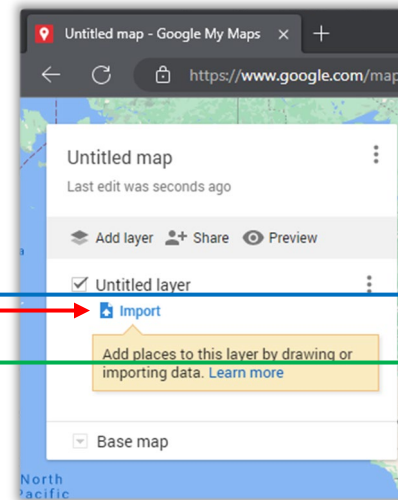 Untitled map - Google My Maps
https://www.google.com/map
Untitled map
Last edit was seconds ago
Add layer Share Preview
Untitled layer
Import
Add places to this layer by drawing or
importing data. Learn more
Base map
North
Pacific